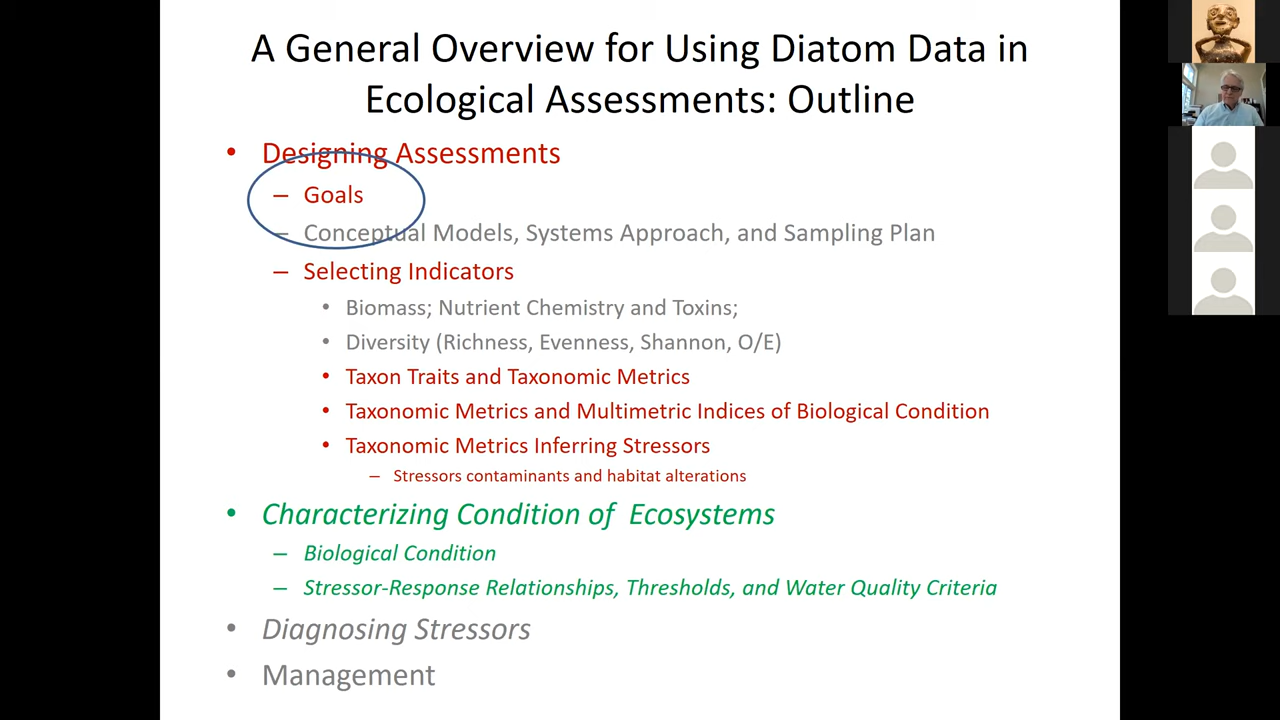 A General Overview for Using Diatom Data in
Ecological Assessments: Outline
• Designing Assessments
– Goals
– Conceptual Models, Systems Approach, and Sampling Plan
– Selecting Indicators
• Biomass; Nutrient Chemistry and Toxins;
• Diversity (Richness, Evenness, Shannon, O/E)
• Taxon Traits and Taxonomic Metrics
• Taxonomic Metrics and Multimetric Indices of Biological Condition
• Taxonomic Metrics Inferring Stressors
– Stressors contaminants and habitat alterations
• Characterizing Condition of Ecosystems
– Biological Condition
– Stressor-Response Relationships, Thresholds, and Water Quality Criteria
• Diagnosing Stressors
• Management